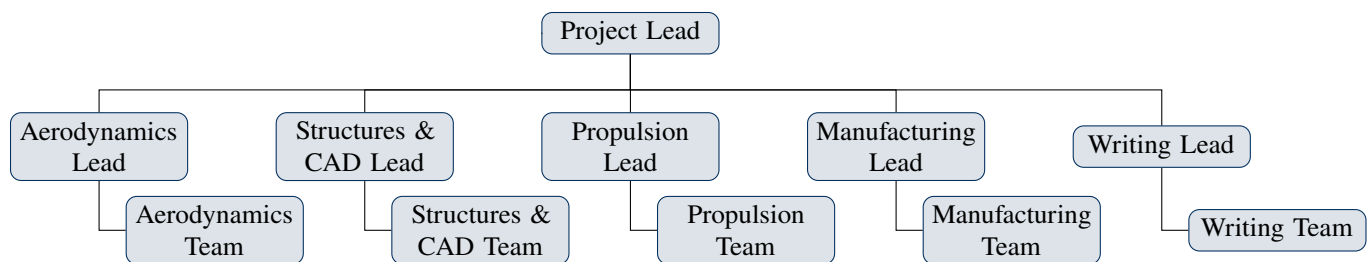 Project Lead
Aerodynamics
Lead
Structures &
CAD Lead
Propulsion
Lead
Manufacturing
Lead
Writing Lead
Aerodynamics
Team
Structures &
CAD Team
Propulsion
Team
Manufacturing
Team
Writing Team